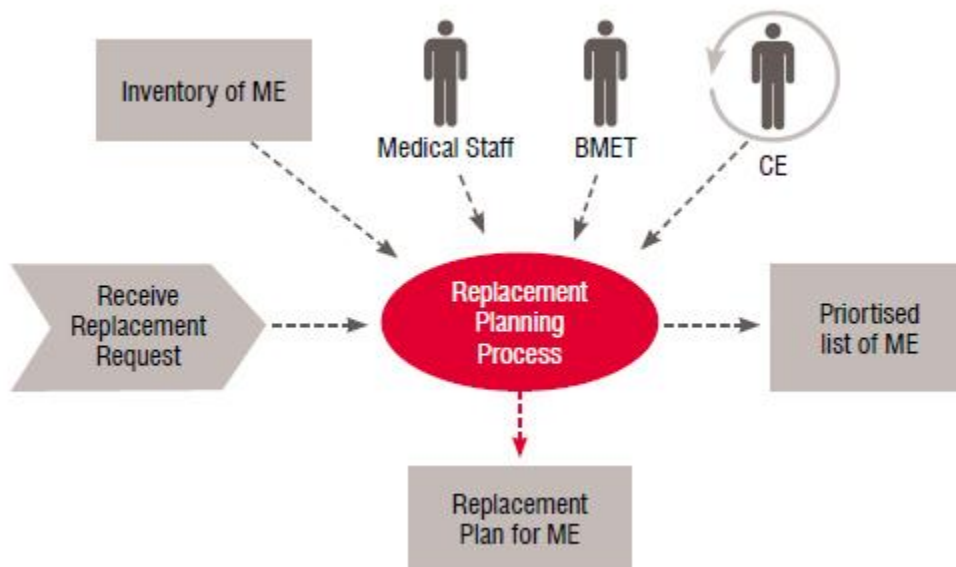 Inventory of ME
Medical Staff
BMET
CE
Receive
Replacement
Request
Replacement
Planning
Process
Priortised
list of ME
Replacement
Plan for ME